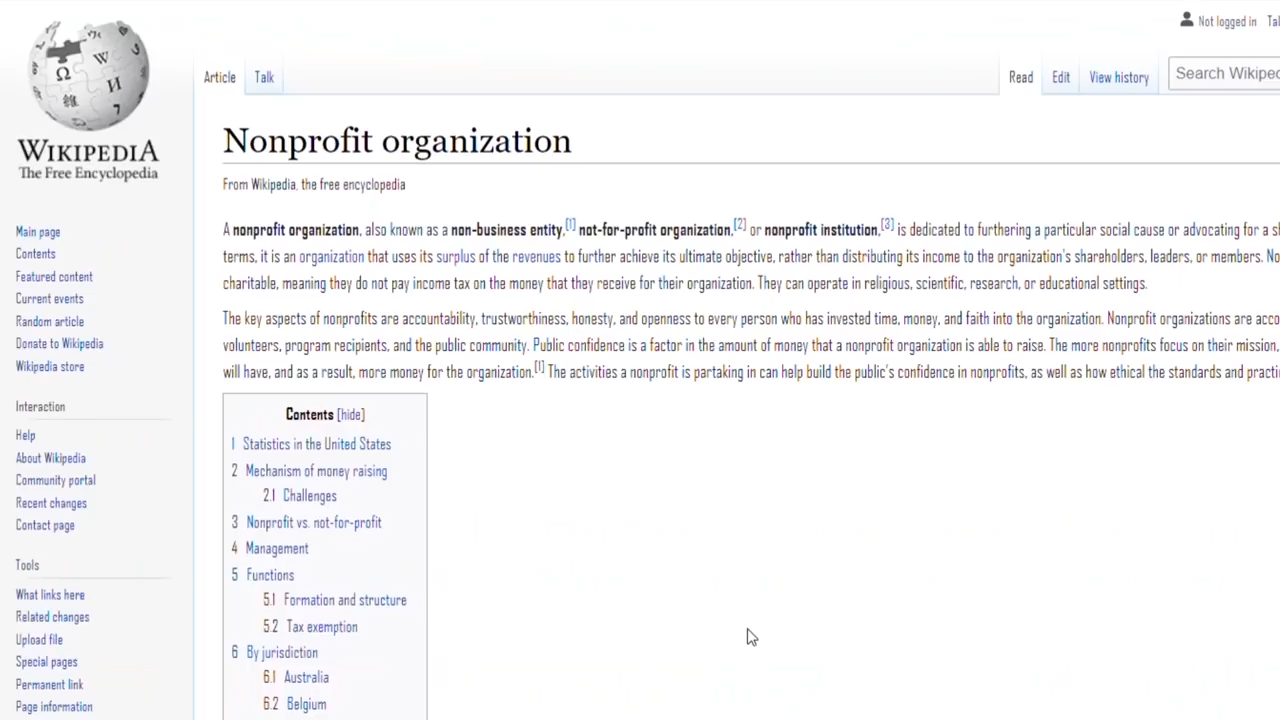 Not logged in
Article Talk
Read Edit View history
WIKIPEDIA
The Free Encyclopedia
Nonprofit organization
From Wikipedia, the free encyclopedia
A nonprofit organization, also known as a non-business entity,[1] not-for-profit organization,[2] or nonprofit institution,[3] is dedicated to furthering a particular social cause or advocating for a
terms, it is an organization that uses its surplus of the revenues to further achieve its ultimate objective, rather than distributing its income to the organization's shareholders, leaders, or members.
charitable, meaning they do not pay income tax on the money that they receive for their organization. They can operate in religious, scientific, research, or educational settings.
The key aspects of nonprofits are accountability, trustworthiness, honesty, and openness to every person who has invested time, money, and faith into the organization. Nonprofit organizations are
volunteers, program recipients, and the public community. Public confidence is a factor in the amount of money that a nonprofit organization is able to raise. The more nonprofits focus on their mission,
will have, and as a result, more money for the organization.[1] The activities a nonprofit is partaking in can help build the public's confidence in nonprofits, as well as how ethical the standards and
Main page
Contents
Featured content
Current events
Random article
Donate to Wikipedia
Wikipedia store
Interaction
Help
About Wikipedia
Community portal
Recent changes
Contact page
Tools
What links here
Related changes
Upload file
Special pages
Permanent link
Page information
Contents [hide]
1 Statistics in the United States
2 Mechanism of money raising
2.1 Challenges
3 Nonprofit vs. not-for-profit
4 Management
5 Functions
5.1 Formation and structure
5.2 Tax exemption
6 By jurisdiction
6.1 Australia
6.2 Belgium